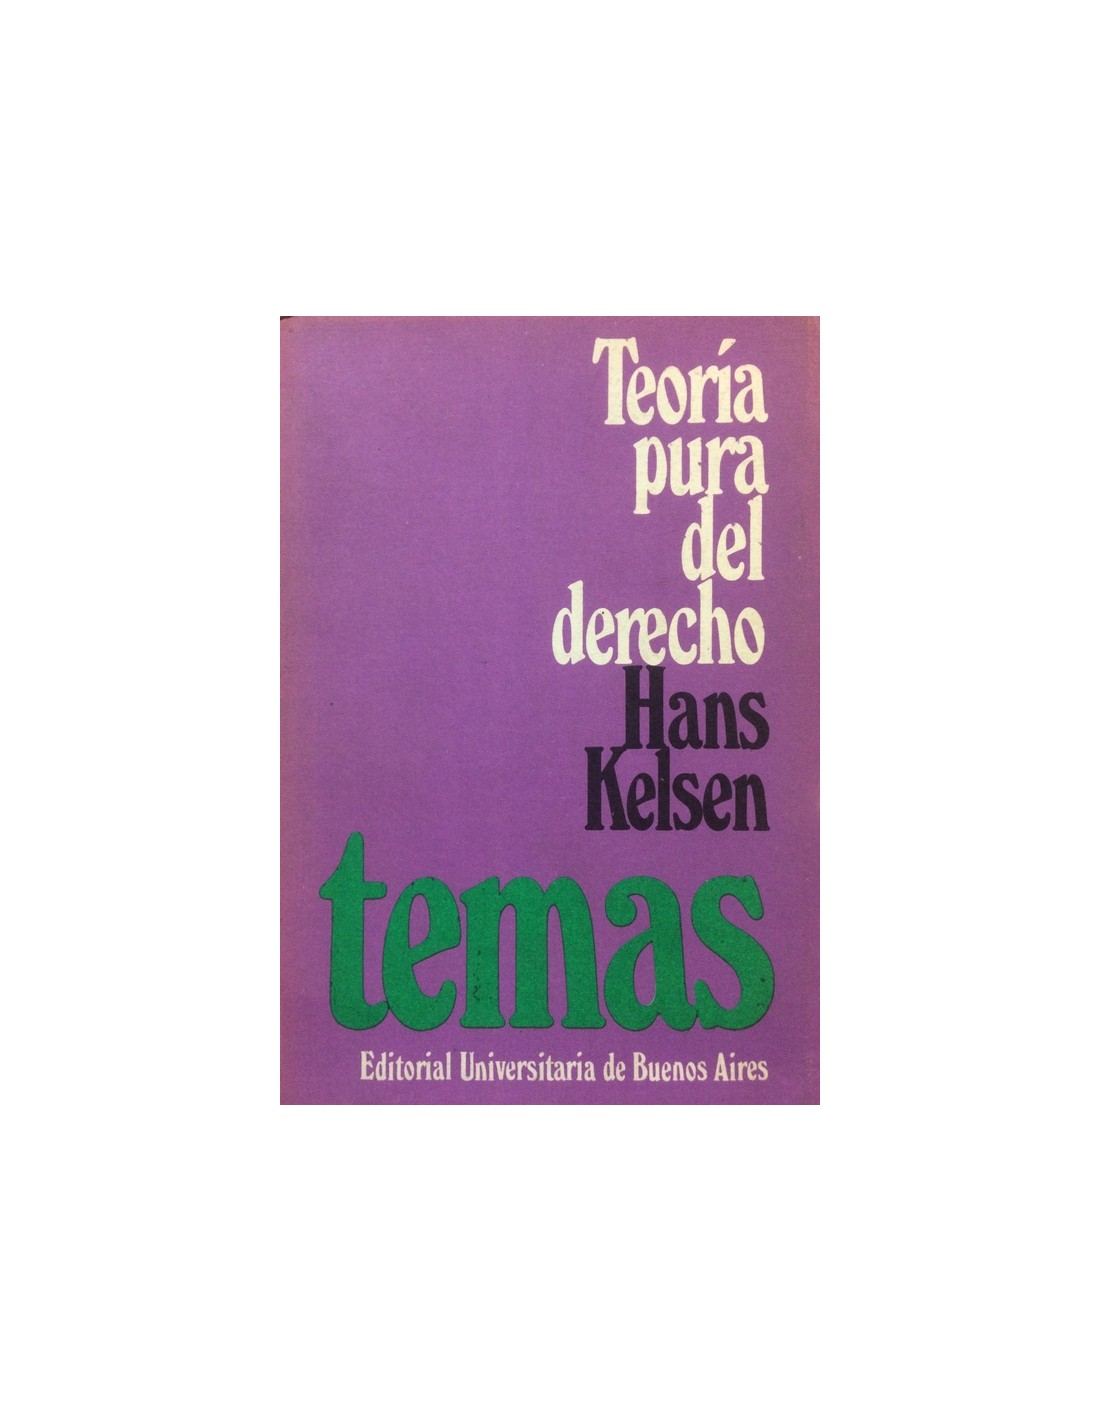 Teoría
pura
del
derecho
Hans
Kelsen
temas
Editorial Universitaria de Buenos Aires